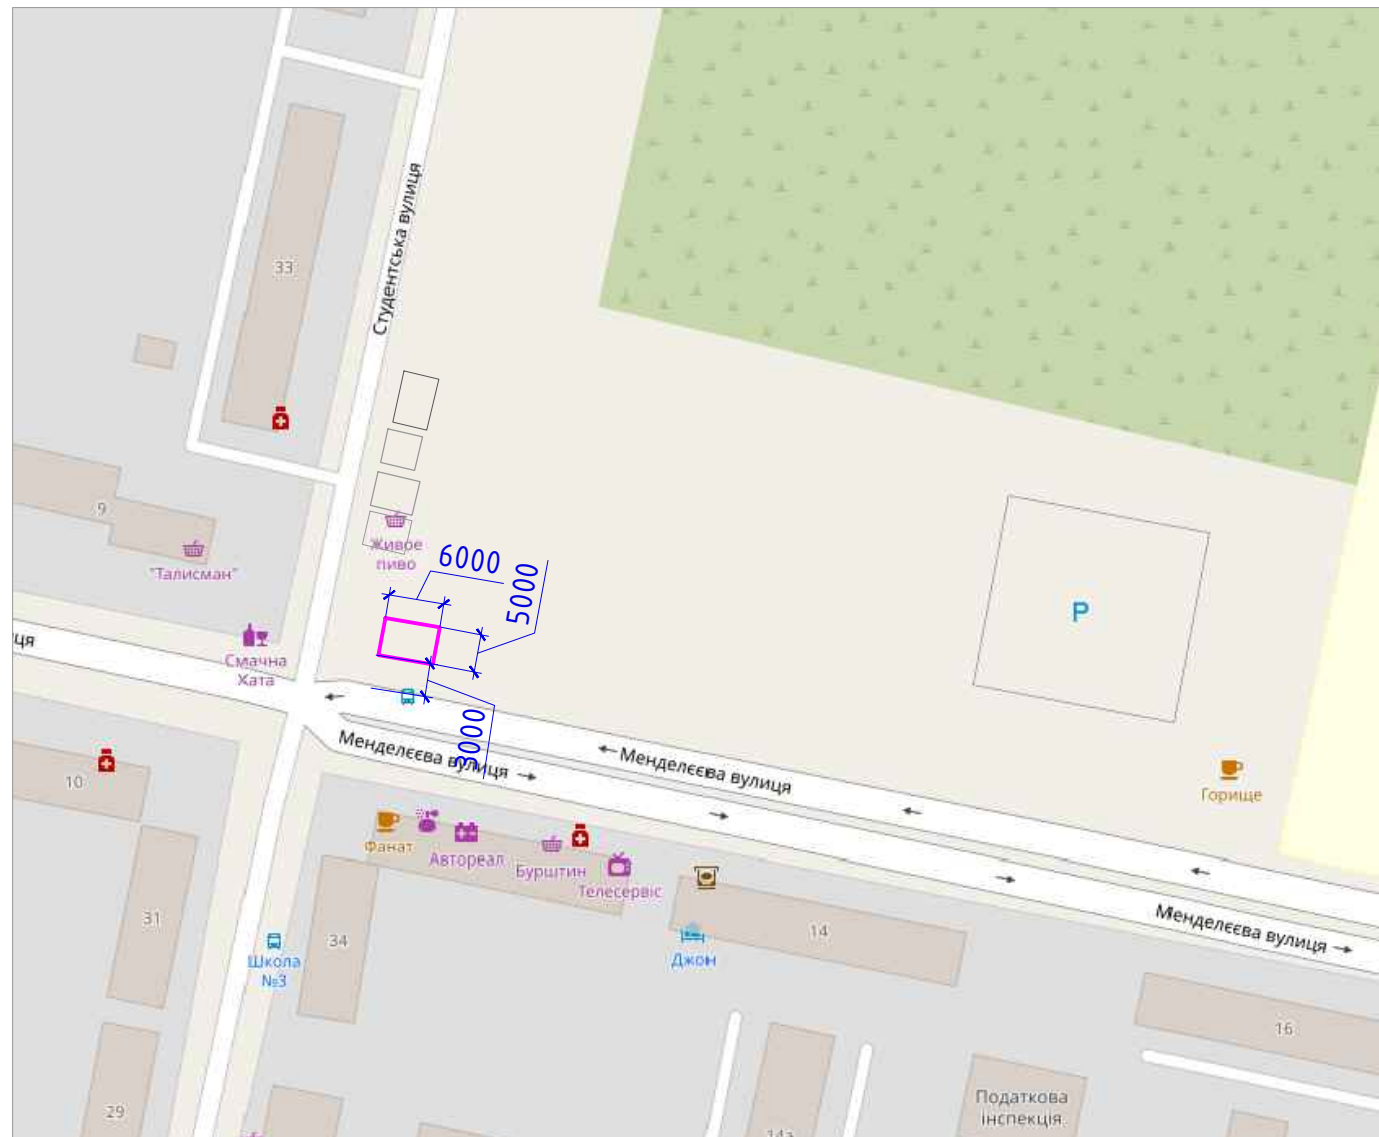 Студентська вулиця
33
9
"Талисман"
Живое
пиво
6000
5000
3000
ця
Смачна
Хата
P
Менделєєва вулиця
Менделєєва вулиця
Горище
10
Фанат
Автореал
Бурштин
Телесервіс
Менделєєва вулиця
31
34
14
Школа
№3
Джон
16
29
Податкова
інспекція
14а